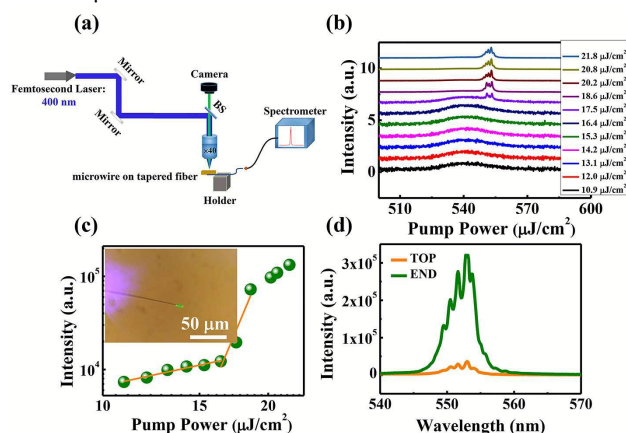 (a)
Mirror
Camera
Femtosecond Laser:
400 nm
BS
Spectrometer
Mirror
×40
microwire on tapered fiber
Holder
(b)
Intensity (a.u.)
10
5
0
21.8 μJ/cm²
20.8 μJ/cm²
20.2 μJ/cm²
18.6 μJ/cm²
17.5 μJ/cm²
16.4 μJ/cm²
15.3 μJ/cm²
14.2 μJ/cm²
13.1 μJ/cm²
12.0 μJ/cm²
10.9 μJ/cm²
510 540 570 600
Pump Power (μJ/cm²)
(c)
Intensity (a.u.)
10⁵
10⁴
50 μm
10 15 20
Pump Power (μJ/cm²)
(d)
Intensity (a.u.)
3x10⁵
2x10⁵
1x10⁵
0
TOP
END
540 550 560 570
Wavelength (nm)